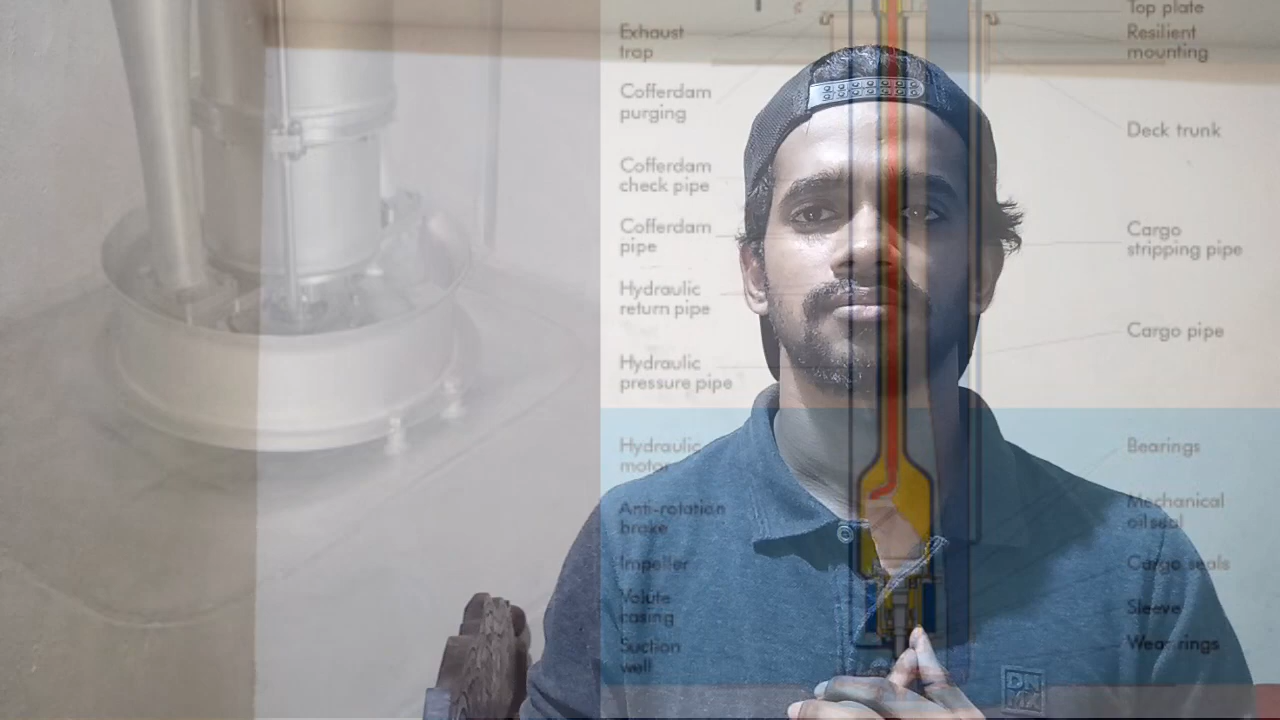 Exhaust
trap
Cofferdam
purging
Cofferdam
check pipe
Cofferdam
pipe
Hydraulic
return pipe
Hydraulic
pressure pipe
Hydraulic
motor
Anti-rotation
brake
Impeller
Volute
casing
Suction
well
Top plate
Resilient
mounting
Deck trunk
Cargo
stripping pipe
Cargo pipe
Bearings
Mechanical
oil seal
Cargo seals
Sleeve
Wear rings